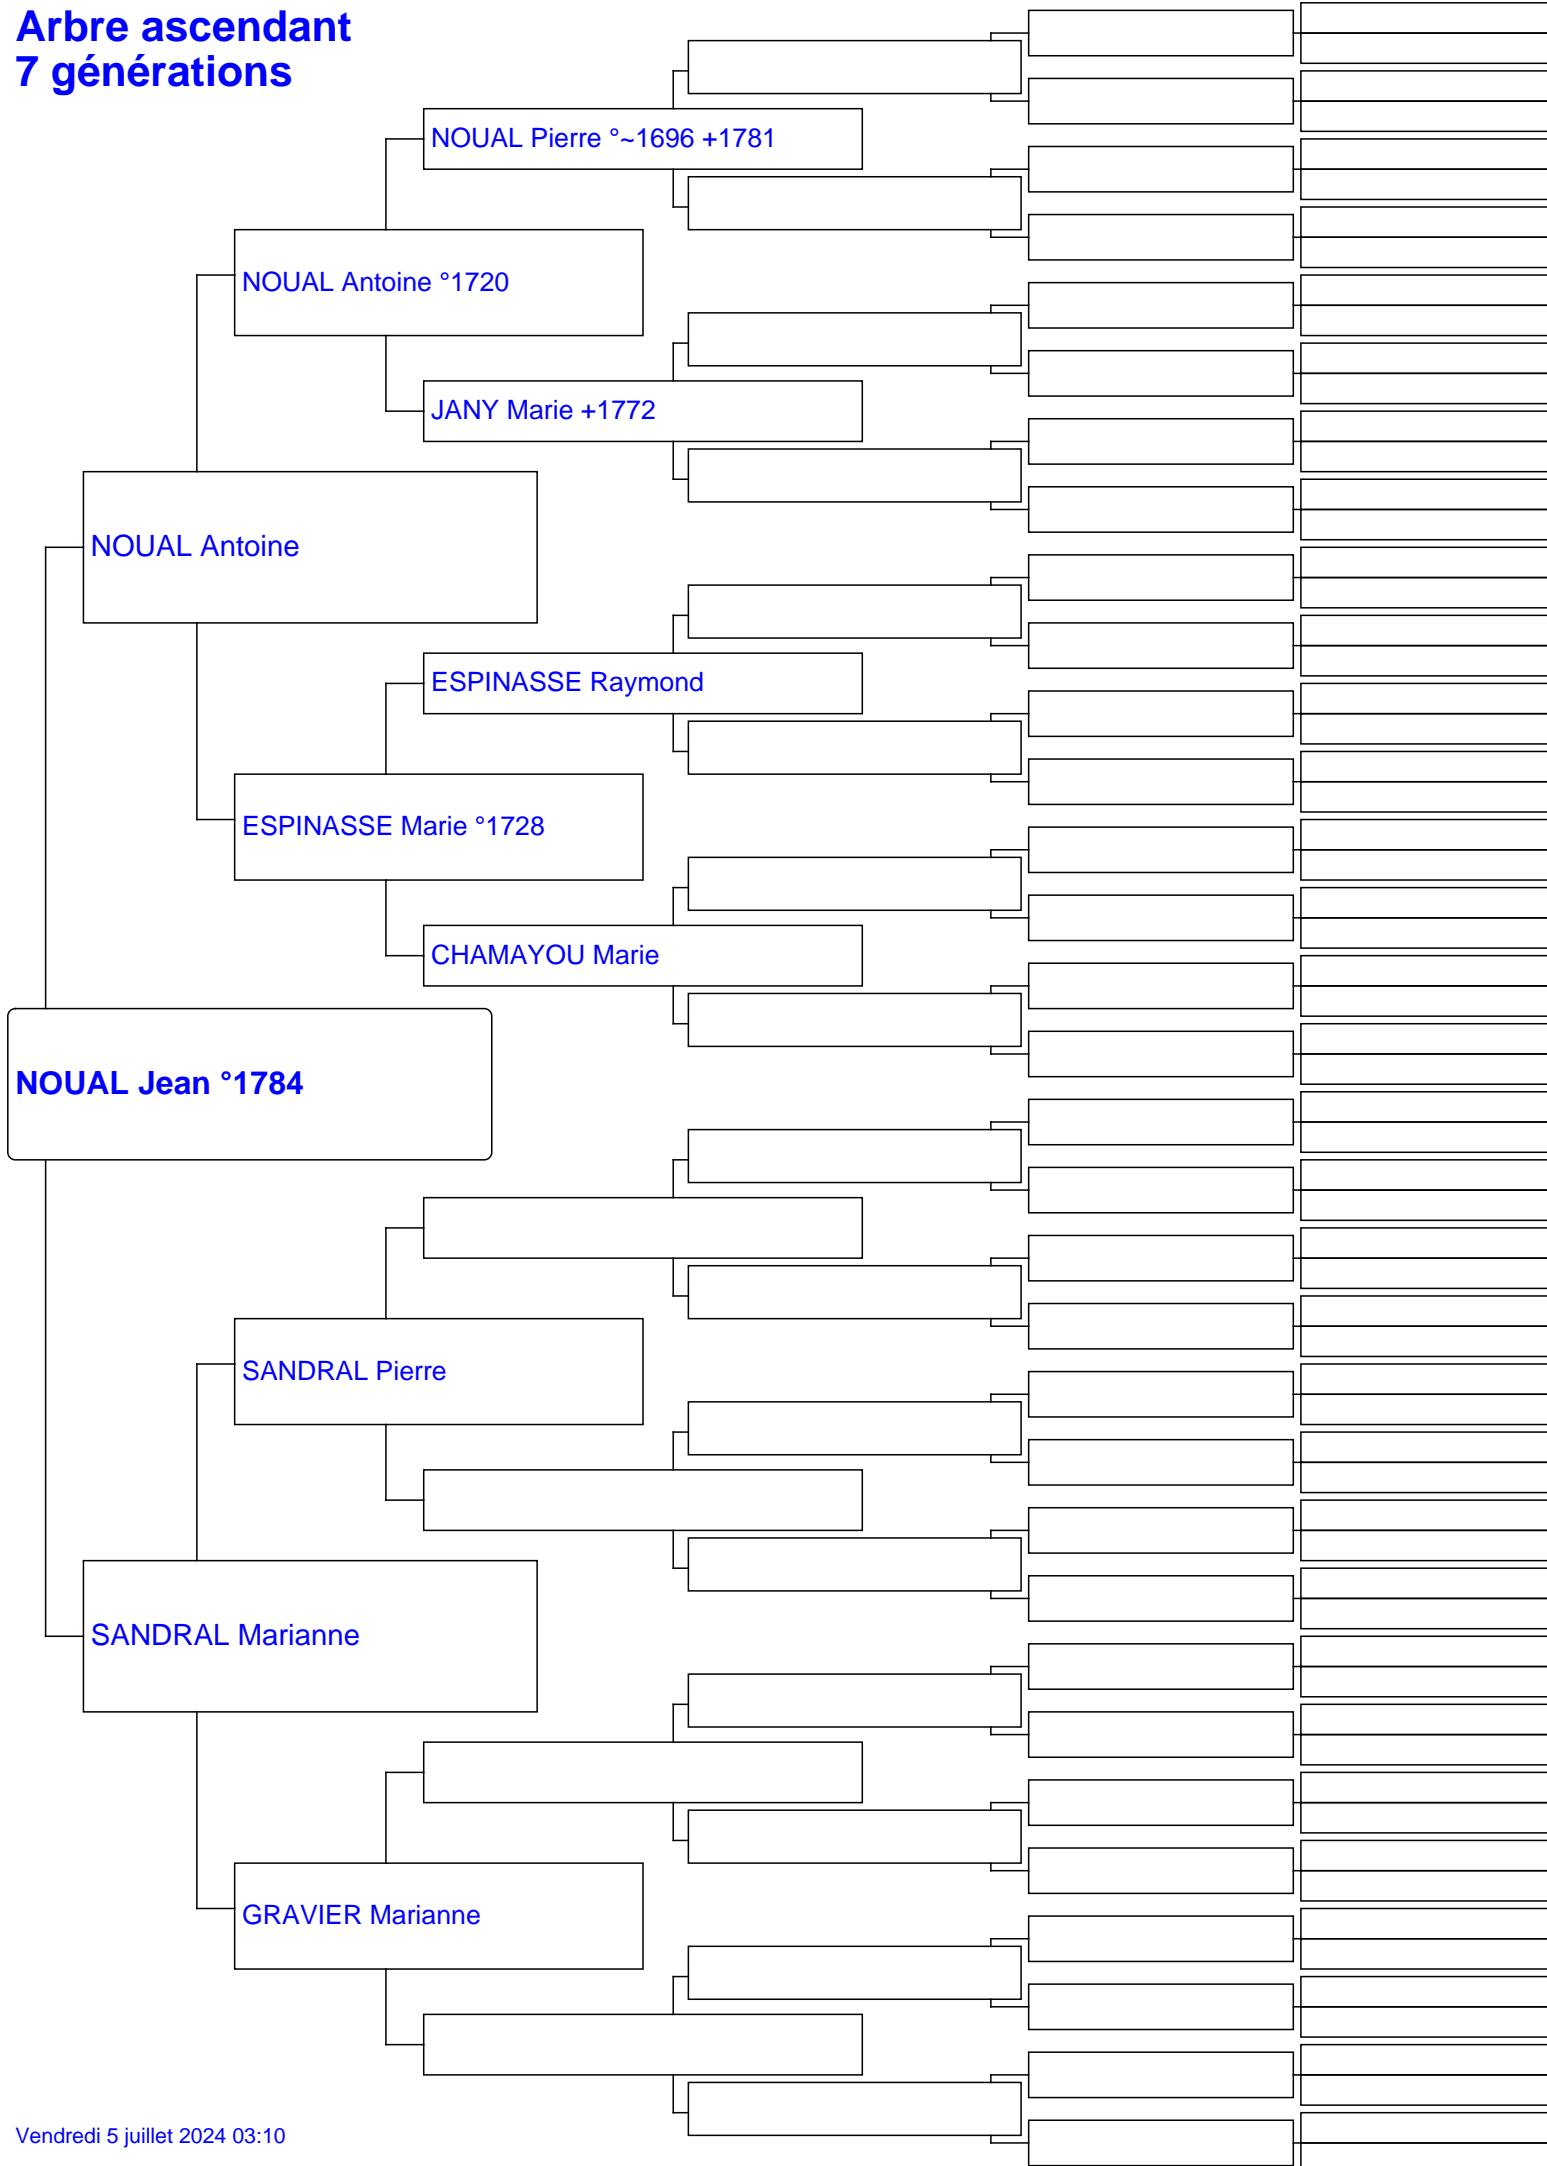 Arbre ascendant
7 générations
NOUAL Pierre °~1696 +1781
NOUAL Antoine °1720
JANY Marie +1772
NOUAL Antoine
ESPINASSE Raymond
ESPINASSE Marie °1728
CHAMAYOU Marie
NOUAL Jean °1784
SANDRAL Pierre
SANDRAL Marianne
GRAVIER Marianne
Vendredi 5 juillet 2024 03:10